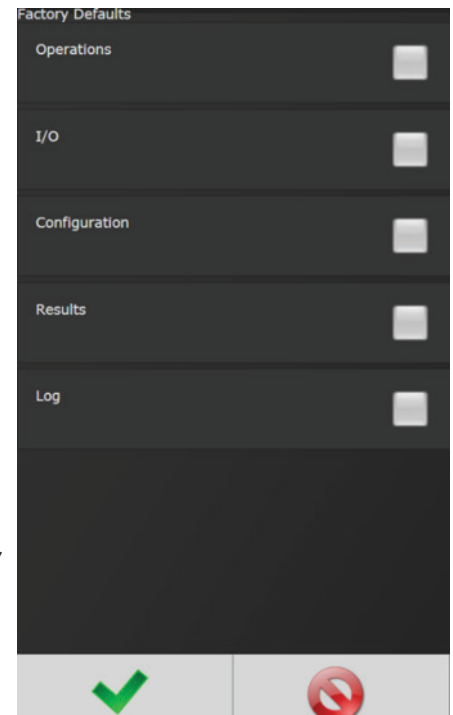 Factory Defaults
Operations
I/O
Configuration
Results
Log